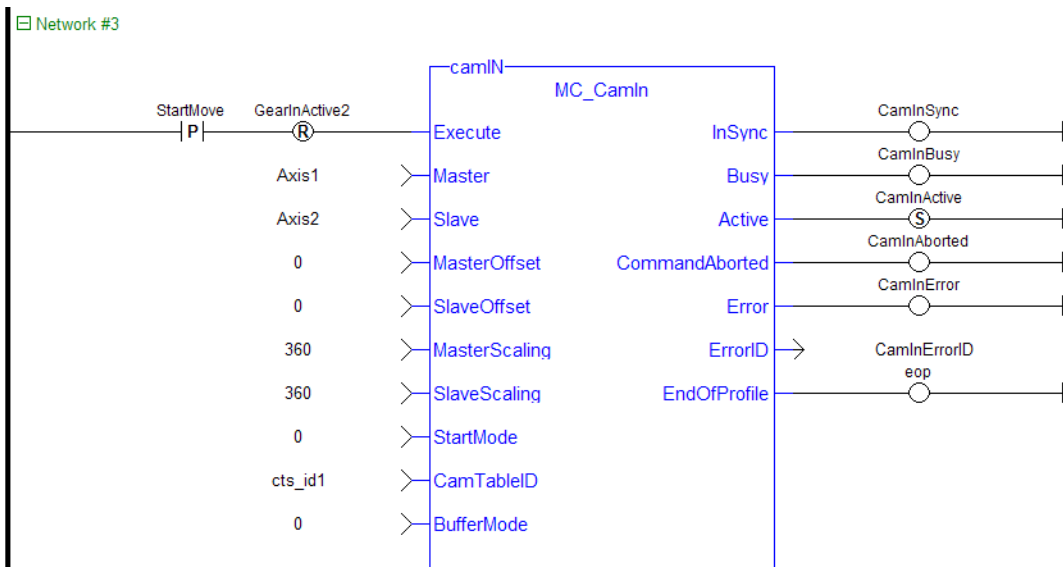 Network #3
camIN
MC_CamIn
StartMove GearInActive2 CamInSync
P R Execute InSync
CamInBusy
Axis1 Master Busy
CamInActive
Axis2 Slave Active S
CamInAborted
0 MasterOffset CommandAborted
CamInError
0 SlaveOffset Error
360 MasterScaling ErrorID CamInErrorID
eop
360 SlaveScaling EndOfProfile
0 StartMode
cts_id1 CamTableID
0 BufferMode